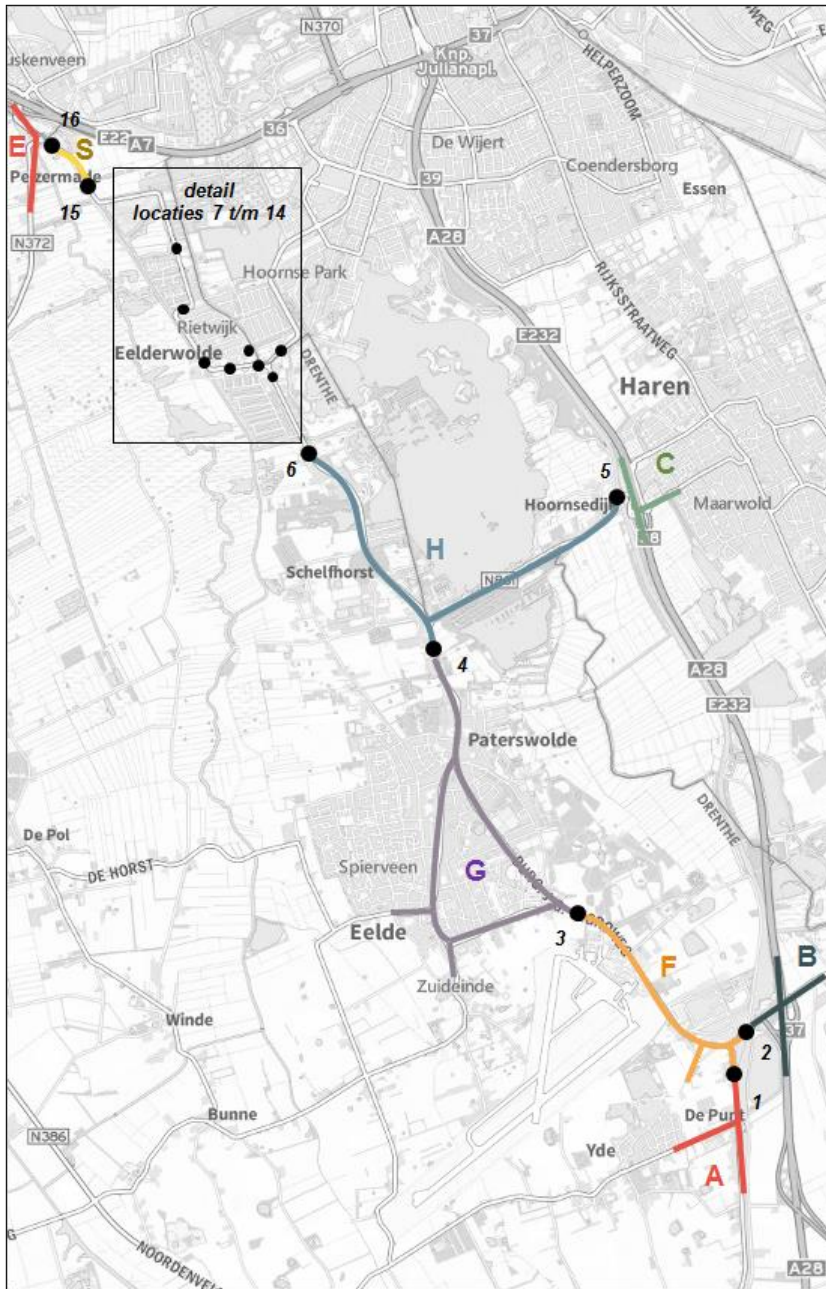 N370
37
Knp.
Julianapl.
HELPERZOOM
uskenveen
16
E22
A7
36
E
S
De Wijert
Coendersborg
Peizermade
15
39
Essen
detail
locaties 7 t/m 14
N372
A28
Hoornse Park
RIJKSSTRAATWEG
Rietwijk
E232
Eelderwolde
DRENTHE
Haren
6
5
C
Hoornsedij
Maarwold
H
Schelfhorst
4
A28
E232
Paterswolde
DRENTHE
De Pol
DE HORST
Spierveen
G
3
Eelde
F
B
Zuideinde
Winde
2
37
1
Bunne
De Punt
N386
Yde
A
G
NOORDENVEL
A28